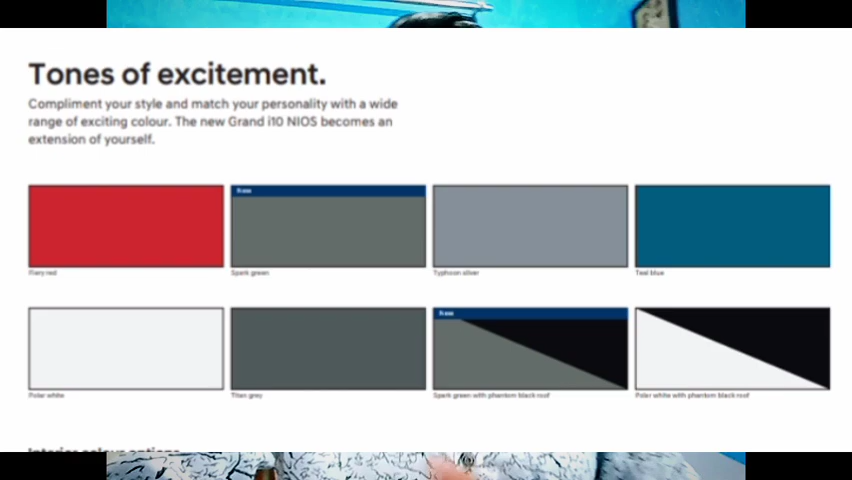 Tones of excitement.
Compliment your style and match your personality with a wide
range of exciting colour. The new Grand i10 NIOS becomes an
extension of yourself.
Fiery red
Spark green
Typhoon silver
Teal blue
Polar white
Titan grey
Spark green with phantom black roof
Polar white with phantom black roof